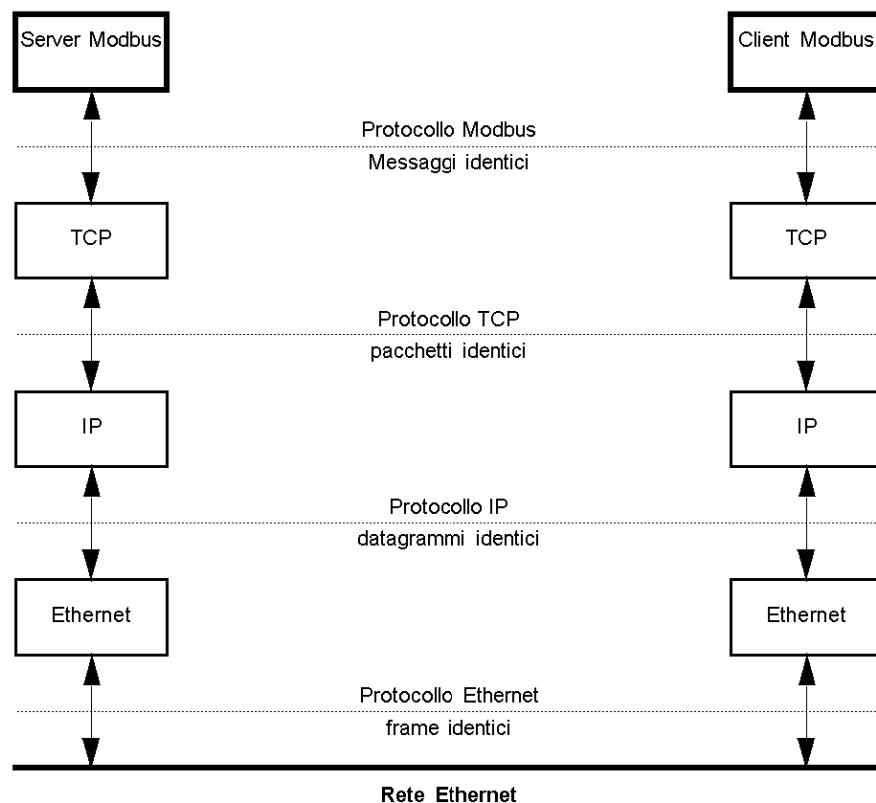 Server Modbus
Client Modbus
Protocollo Modbus
Messaggi identici
TCP
TCP
Protocollo TCP
pacchetti identici
IP
IP
Protocollo IP
datagrammi identici
Ethernet
Ethernet
Protocollo Ethernet
frame identici
Rete Ethernet